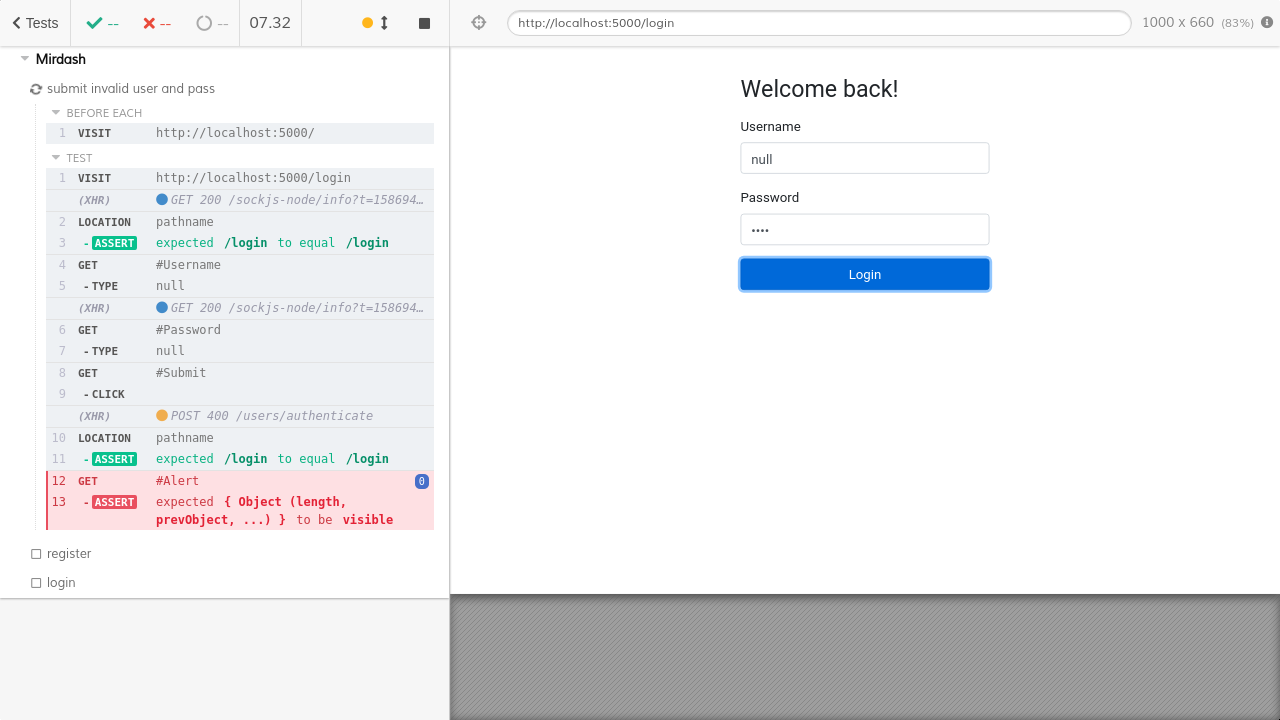 Tests -- -- -- 07.32
http://localhost:5000/login 1000 x 660 (83%)
Mirdash
submit invalid user and pass
BEFORE EACH
1 VISIT http://localhost:5000/
TEST
1 VISIT http://localhost:5000/login
(XHR) GET 200 /sockjs-node/info?t=158694…
2 LOCATION pathname
3 -ASSERT expected /login to equal /login
4 GET #Username
5 -TYPE null
(XHR) GET 200 /sockjs-node/info?t=158694…
6 GET #Password
7 -TYPE null
8 GET #Submit
9 -CLICK
(XHR) POST 400 /users/authenticate
10 LOCATION pathname
11 -ASSERT expected /login to equal /login
12 GET #Alert 0
13 -ASSERT expected { Object (length,
prevObject, ...) } to be visible
register
login
Welcome back!
Username
null
Password
••••
Login